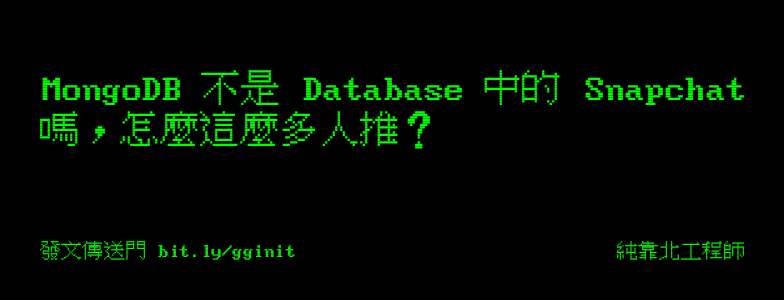 MongoDB 不是 Database 中的 Snapchat
嗎，怎麼這麼多人推？
發文傳送門 bit.ly/gginit
純靠北工程師